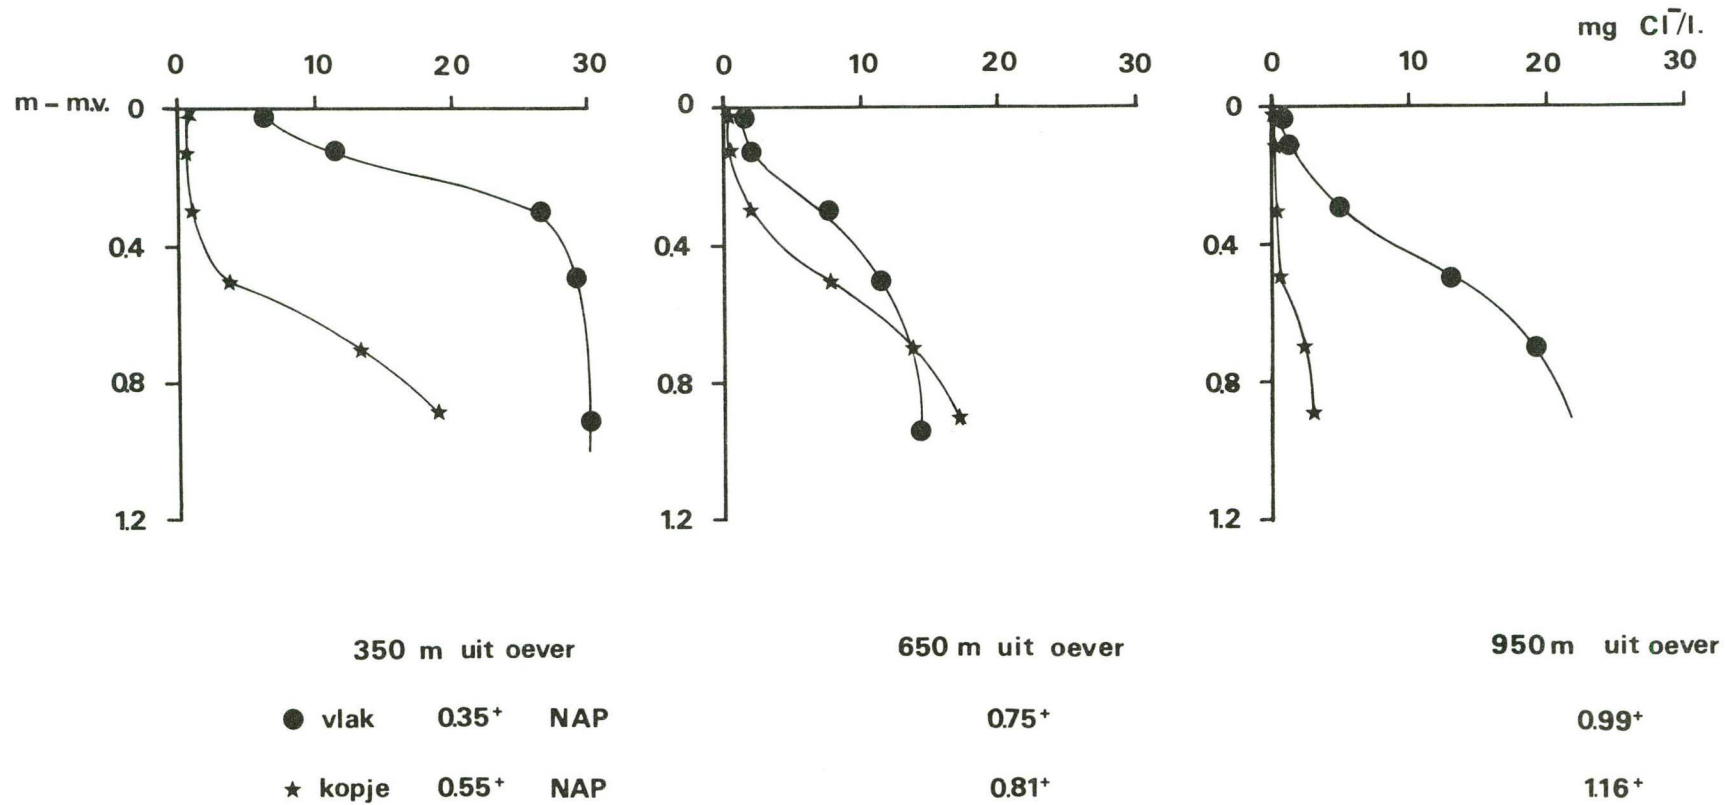 mg Cl⁻/l.
0 10 20 30 0 10 20 30 0 10 20 30
m – m.v. 0 0 0
0.4 0.4 0.4
0.8 0.8 0.8
1.2 1.2 1.2
350 m uit oever 650 m uit oever 950 m uit oever
● vlak 0.35⁺ NAP 0.75⁺ 0.99⁺
★ kopje 0.55⁺ NAP 0.81⁺ 1.16⁺